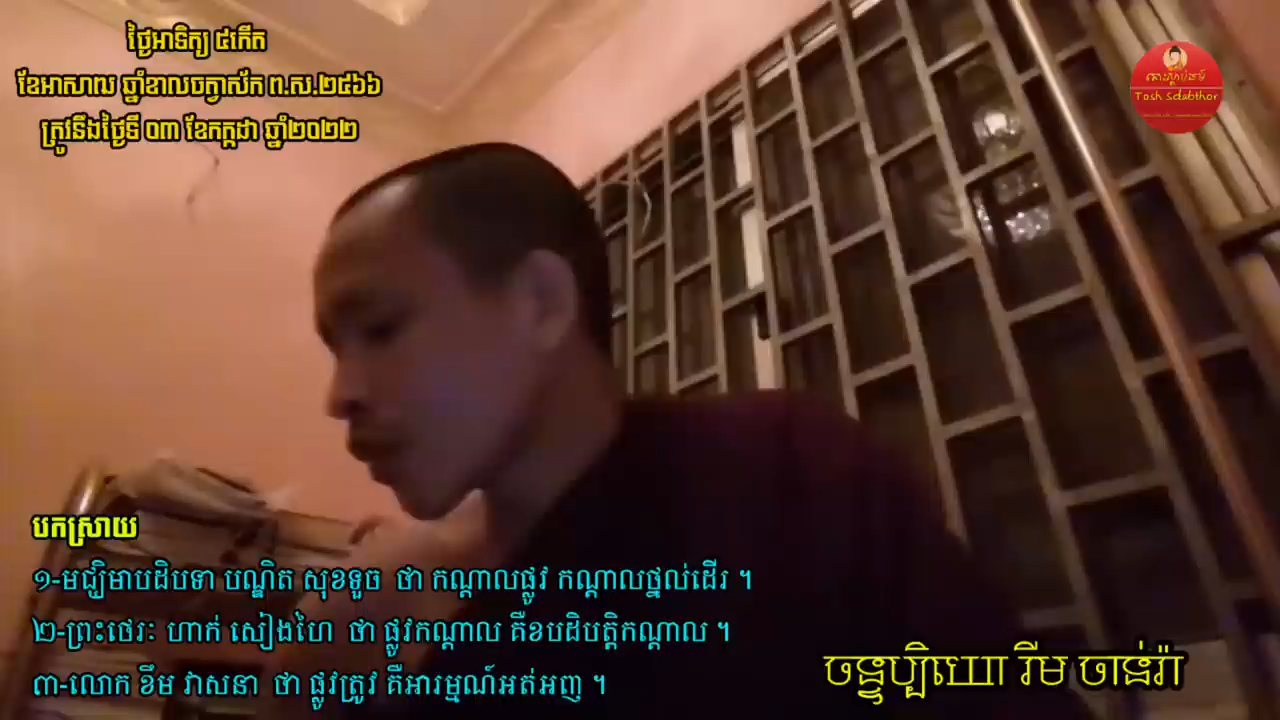 ថ្ងៃអាទិត្យ ៥កើត
ខែអាសាឍ ឆ្នាំខាលចត្វាស័ក ព.ស.២៥៦៦
ត្រូវនឹងថ្ងៃទី ០៣ ខែកក្កដា ឆ្នាំ២០២២
Tosh Sdabthor
បកស្រាយ
១-មជ្ឈិមាបដិបទា បណ្ឌិត សុខទួច ថា កណ្ដាលផ្លូវ កណ្ដាលថ្នល់ដើរ ។
២-ព្រះថេរៈ ហាក់ សៀងហៃ ថា ផ្លូវកណ្ដាល គឺខបដិបត្តិកណ្ដាល ។
៣-លោក ខឹម វាសនា ថា ផ្លូវត្រូវ គឺអារម្មណ៍អត់អញ ។
ចន្ទប្បិយោ រីម ចាន់រ៉ា